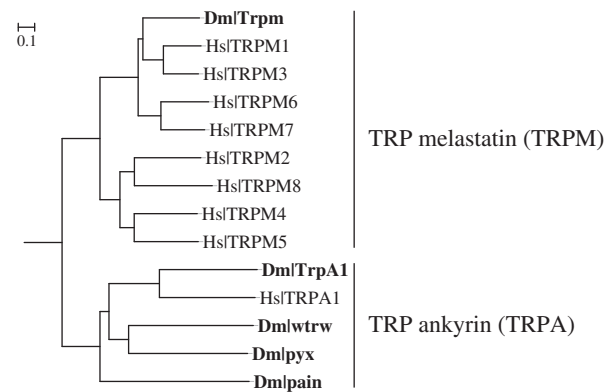 Dm|Trpm
0.1
Hs|TRPM1
Hs|TRPM3
Hs|TRPM6
Hs|TRPM7
TRP melastatin (TRPM)
Hs|TRPM2
Hs|TRPM8
Hs|TRPM4
Hs|TRPM5
Dm|TrpA1
Hs|TRPA1
Dm|wtrw
TRP ankyrin (TRPA)
Dm|pyx
Dm|pain